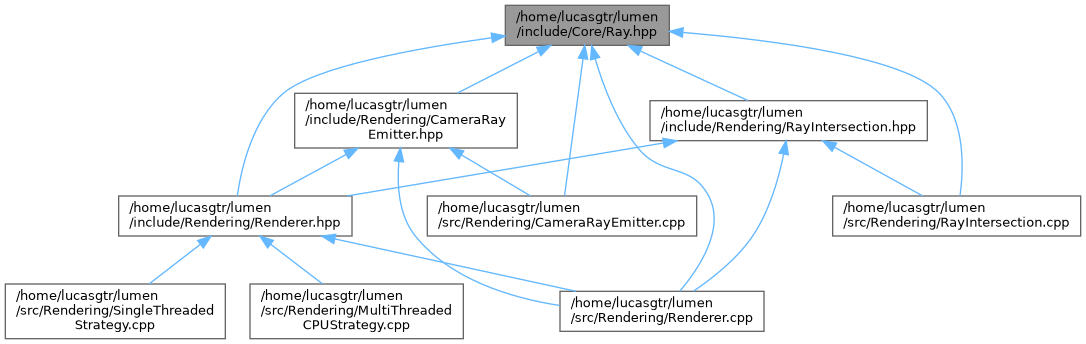 /home/lucasgtr/lumen
/include/Core/Ray.hpp
/home/lucasgtr/lumen
/include/Rendering/CameraRay
Emitter.hpp
/home/lucasgtr/lumen
/include/Rendering/RayIntersection.hpp
/home/lucasgtr/lumen
/include/Rendering/Renderer.hpp
/home/lucasgtr/lumen
/src/Rendering/CameraRayEmitter.cpp
/home/lucasgtr/lumen
/src/Rendering/RayIntersection.cpp
/home/lucasgtr/lumen
/src/Rendering/SingleThreaded
Strategy.cpp
/home/lucasgtr/lumen
/src/Rendering/MultiThreaded
CPUStrategy.cpp
/home/lucasgtr/lumen
/src/Rendering/Renderer.cpp